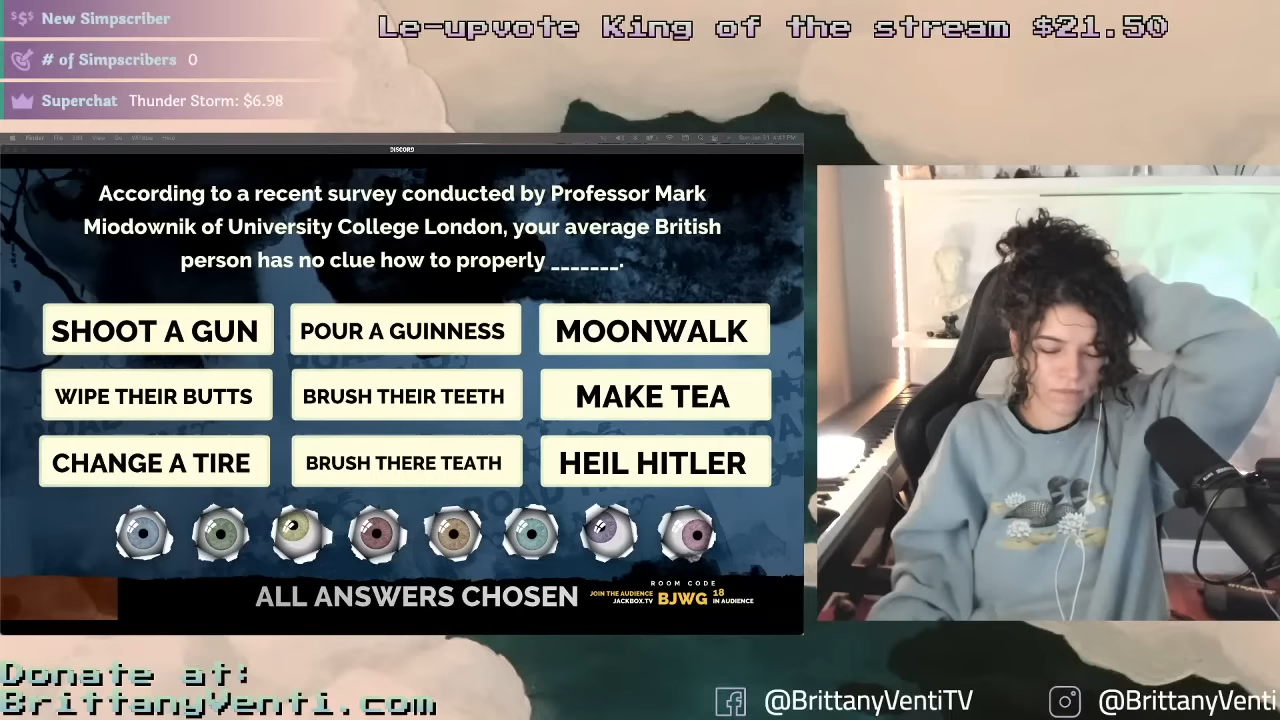 New Simpscriber
# of Simpscribers 0
Superchat Thunder Storm: $6.98
Le-upvote King of the stream $21.50
DISCORD
According to a recent survey conducted by Professor Mark
Miodownik of University College London, your average British
person has no clue how to properly _______.
SHOOT A GUN
POUR A GUINNESS
MOONWALK
WIPE THEIR BUTTS
BRUSH THEIR TEETH
MAKE TEA
CHANGE A TIRE
BRUSH THERE TEATH
HEIL HITLER
ALL ANSWERS CHOSEN
JOIN THE AUDIENCE
JACKBOX.TV
ROOM CODE
BJWG
18
IN AUDIENCE
Donate at:
BrittanyVenti.com
@BrittanyVentiTV
@BrittanyVenti